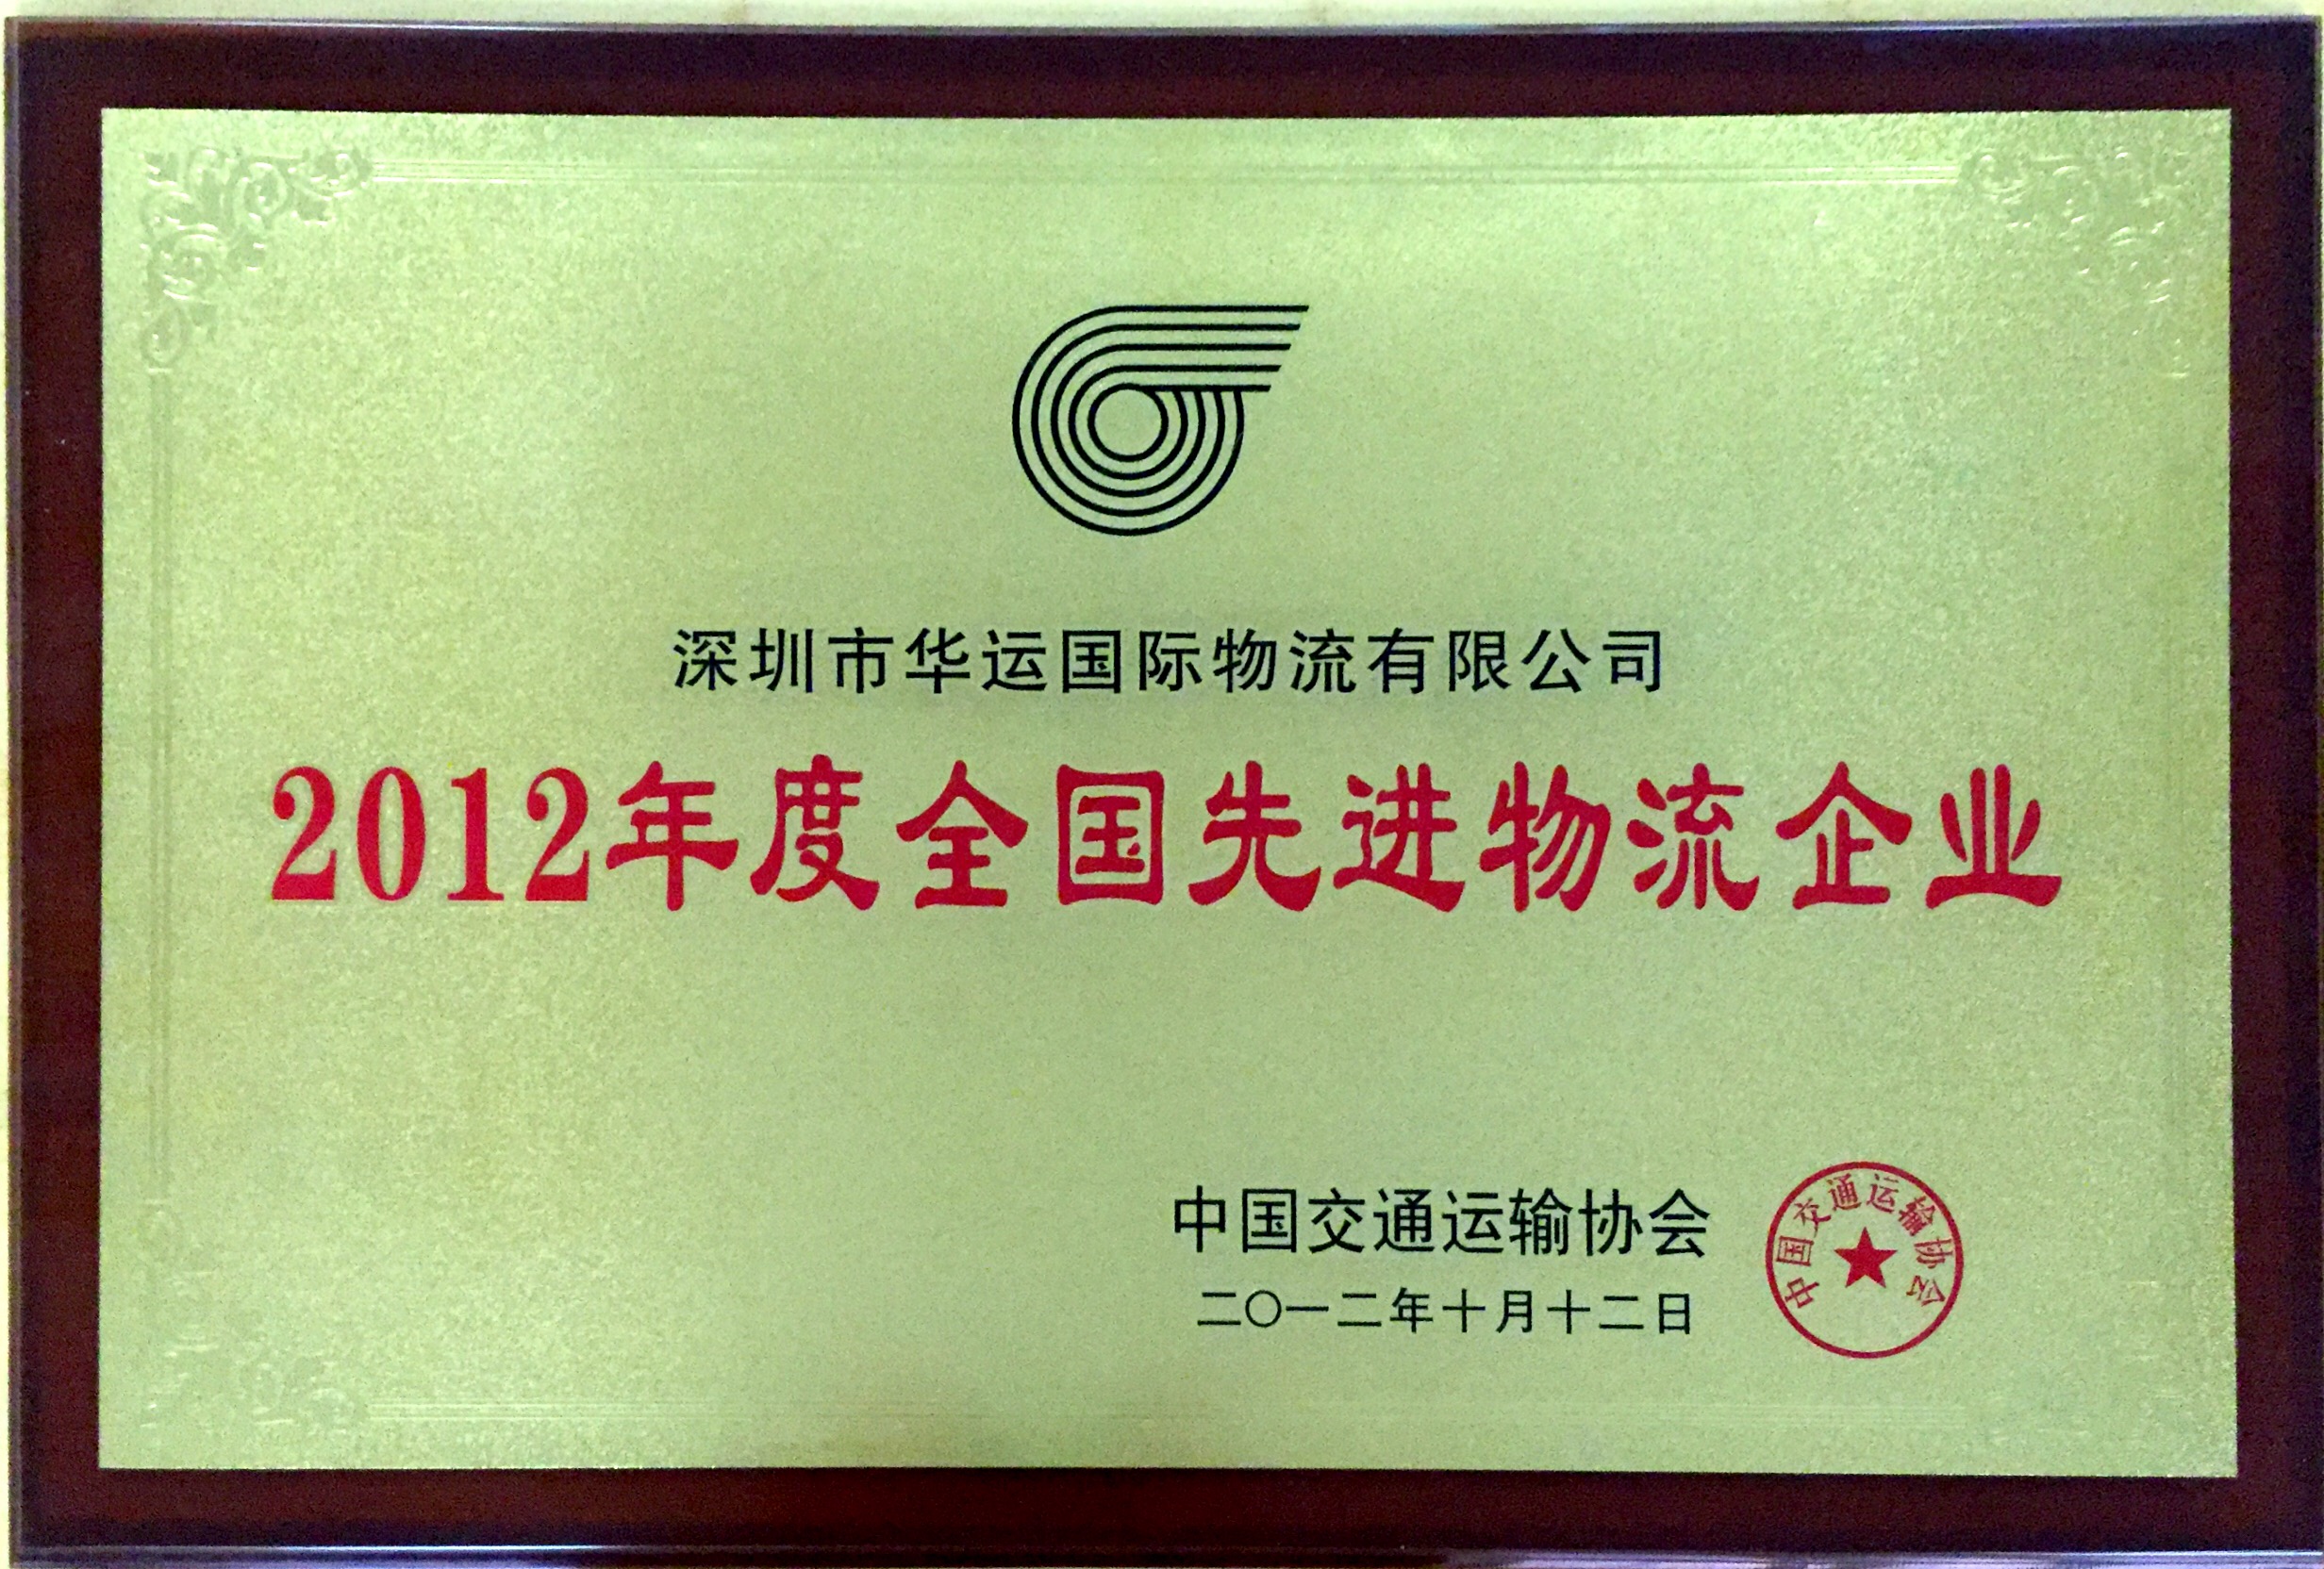 深圳市华运国际物流有限公司
2012年度全国先进物流企业
中国交通运输协会
二〇一二年十月十二日
中国交通运输协会